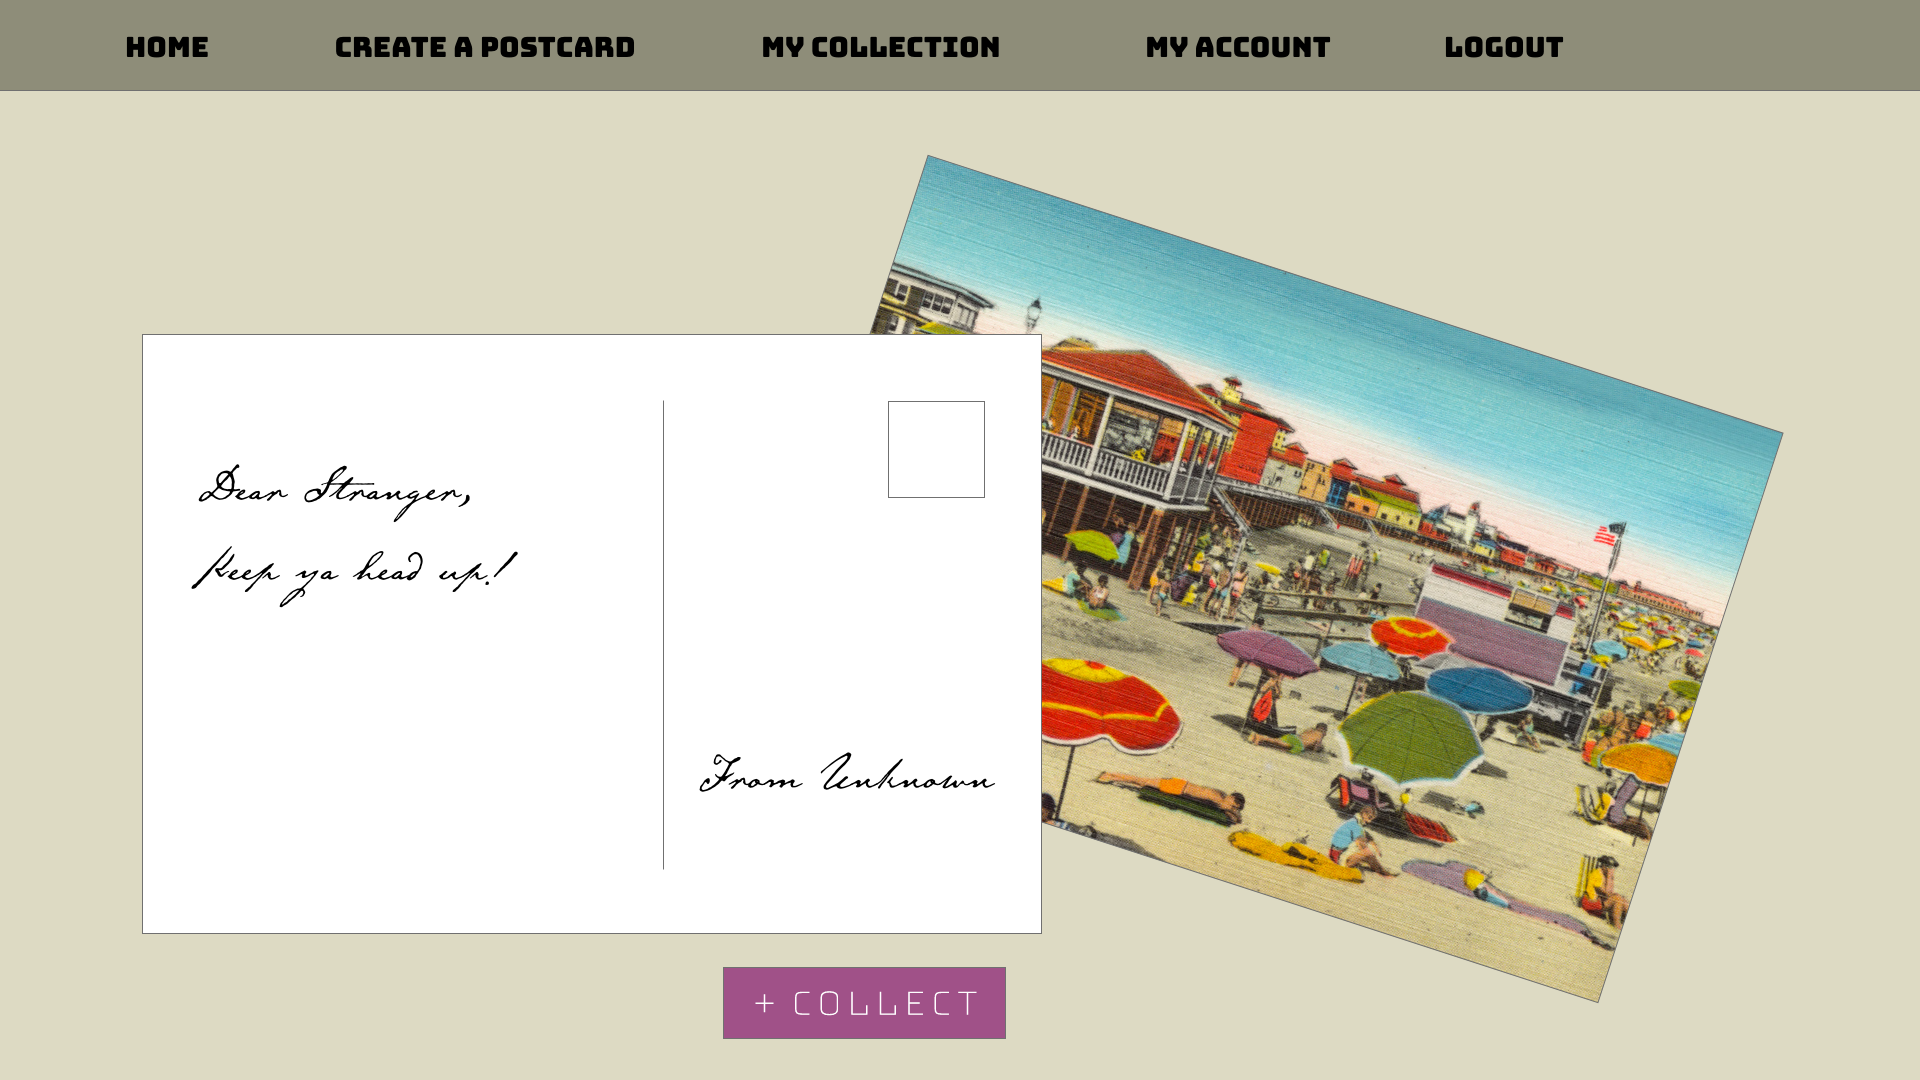 HOME CREATE A POSTCARD MY COLLECTION MY ACCOUNT LOGOUT
Dear Stranger,
Keep ya head up!
From Unknown
+ COLLECT